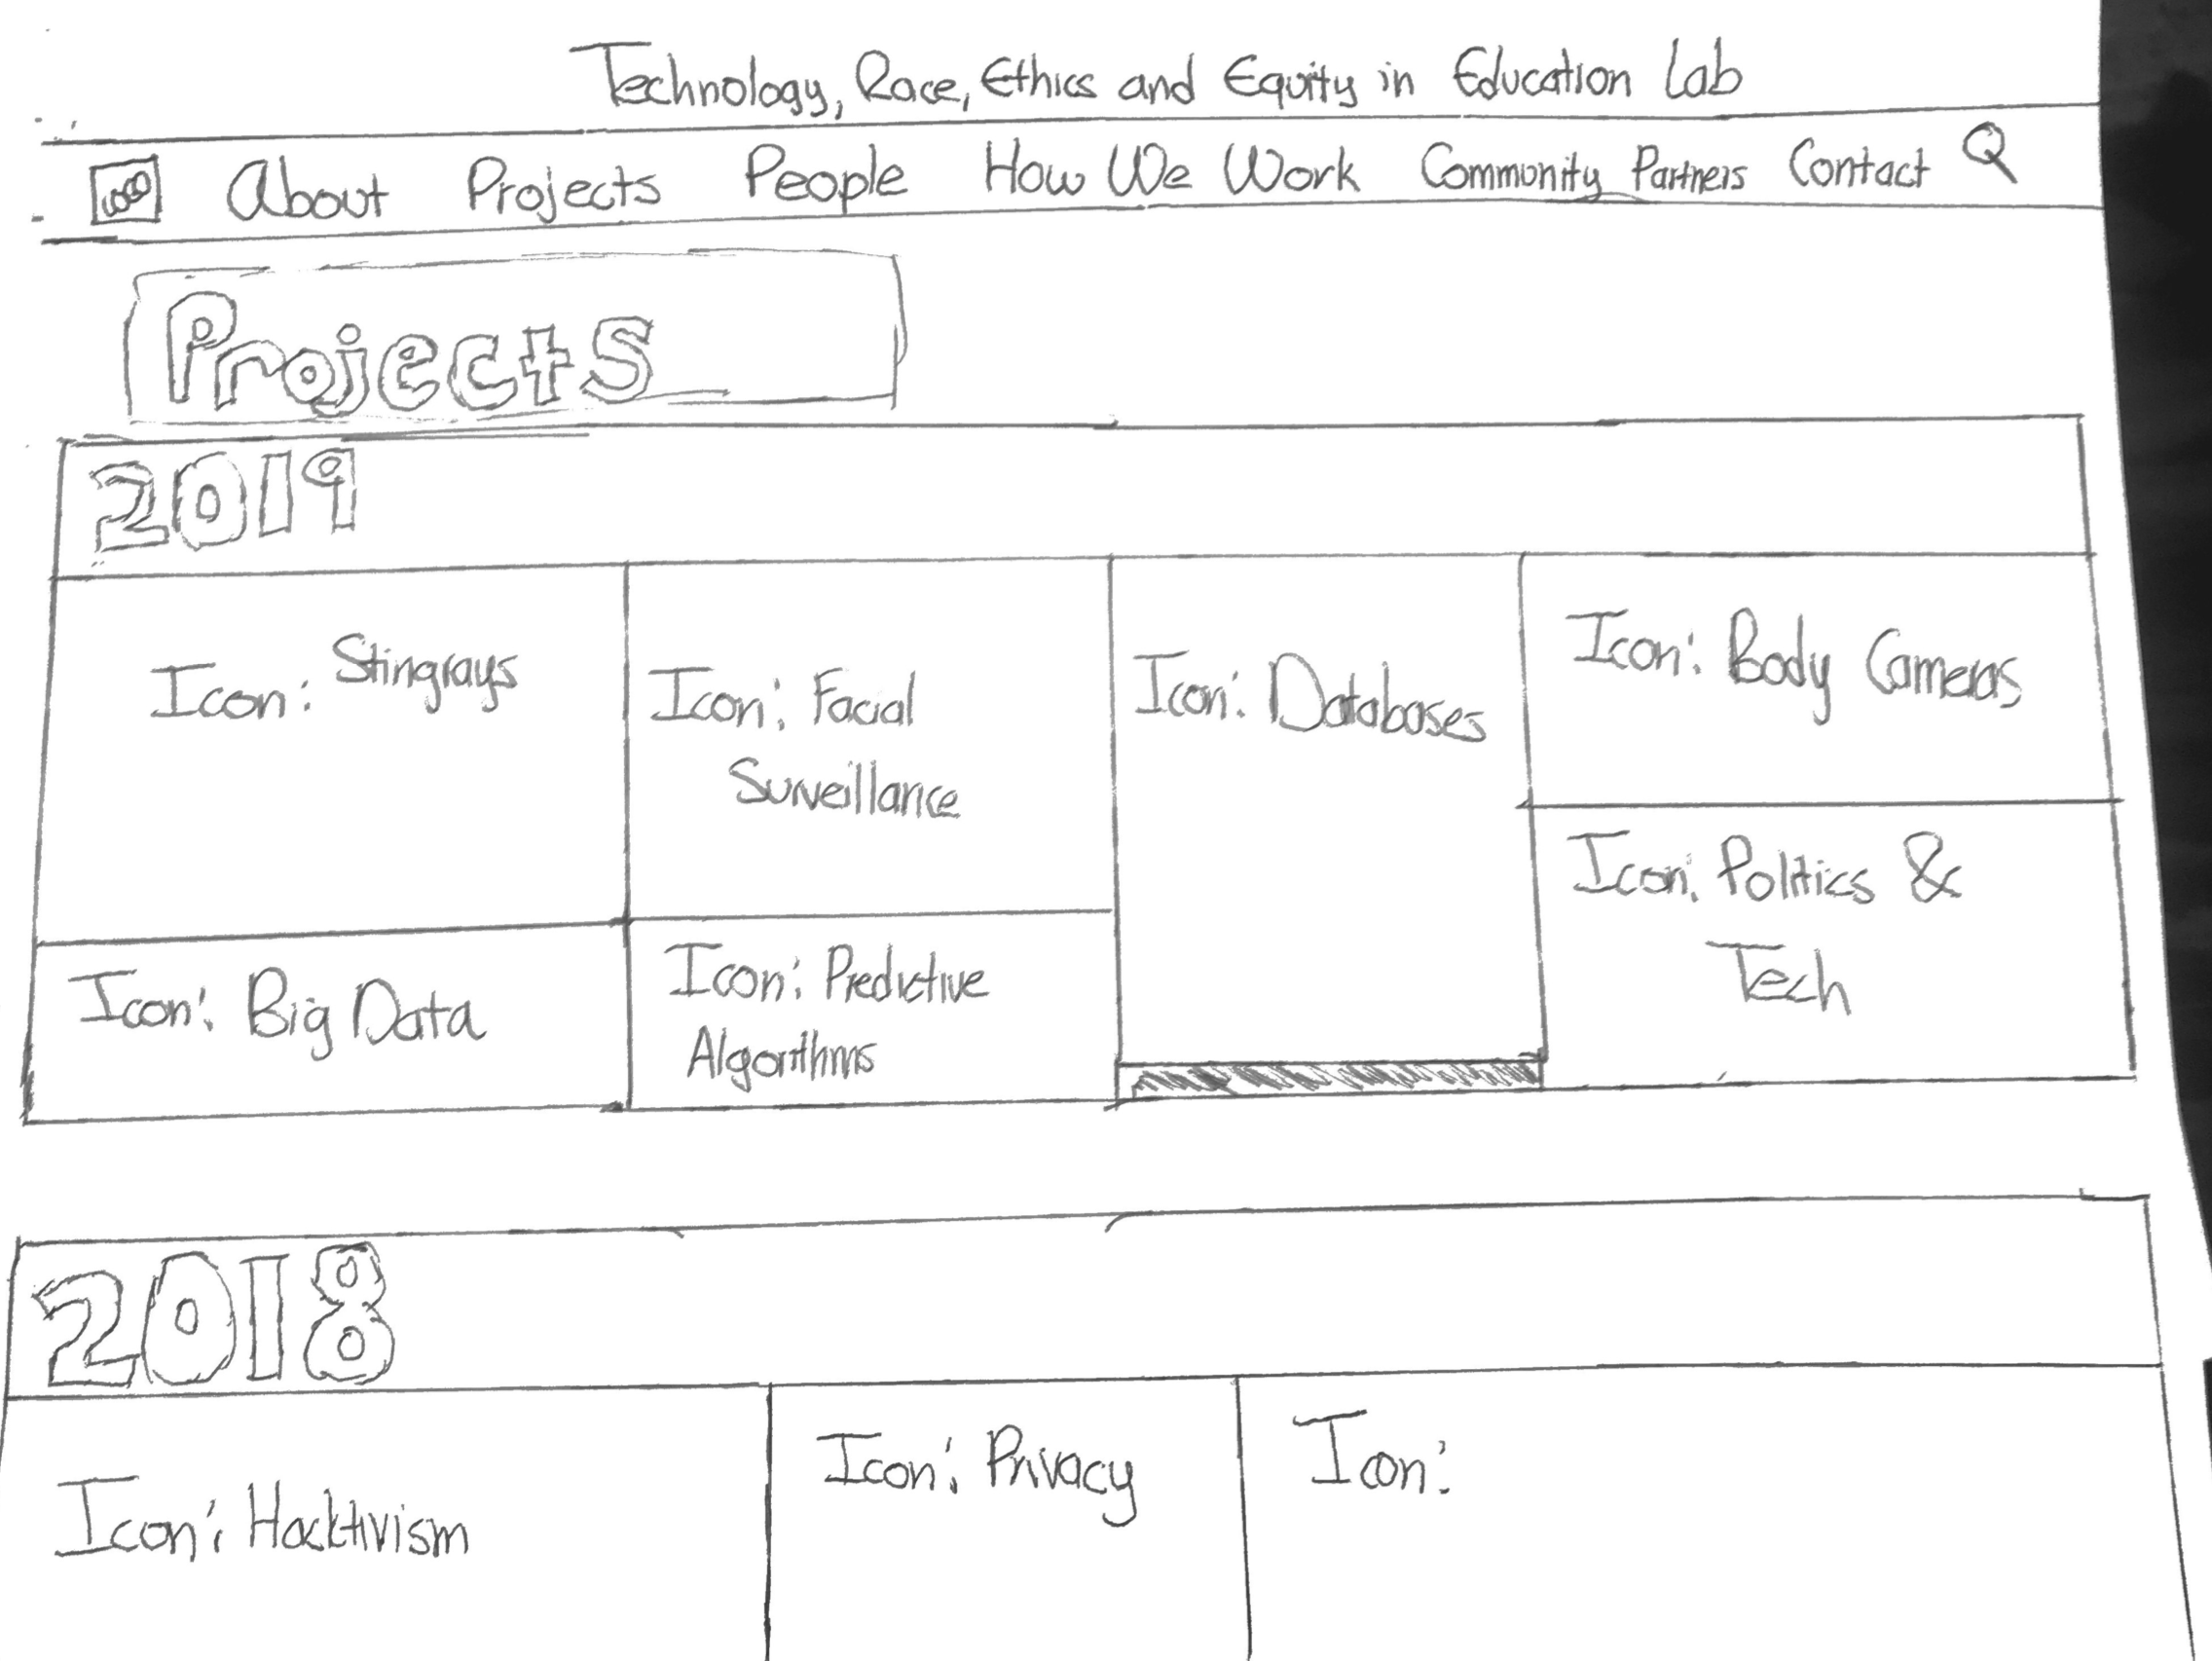 Technology, Race, Ethics and Equity in Education Lab
About Projects People How We Work Community Partners Contact
Projects
2019
Icon: Stingrays
Icon: Facial
Surveillance
Icon: Databases
Icon: Body Cameras
Icon: Big Data
Icon: Predictive
Algorithms
Icon: Politics &
Tech
2018
Icon: Hacktivism
Icon: Privacy
Icon: